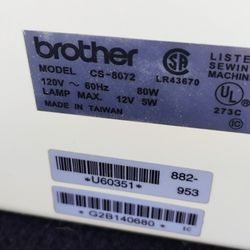 brother
MODEL CS-8072
120V ~ 60Hz 80W
LAMP MAX. 12V 5W
MADE IN TAIWAN
LR43670
LISTE
SEWIN
MACHIN
UL
273C
882-
953
*U60351*
*G2B140680*